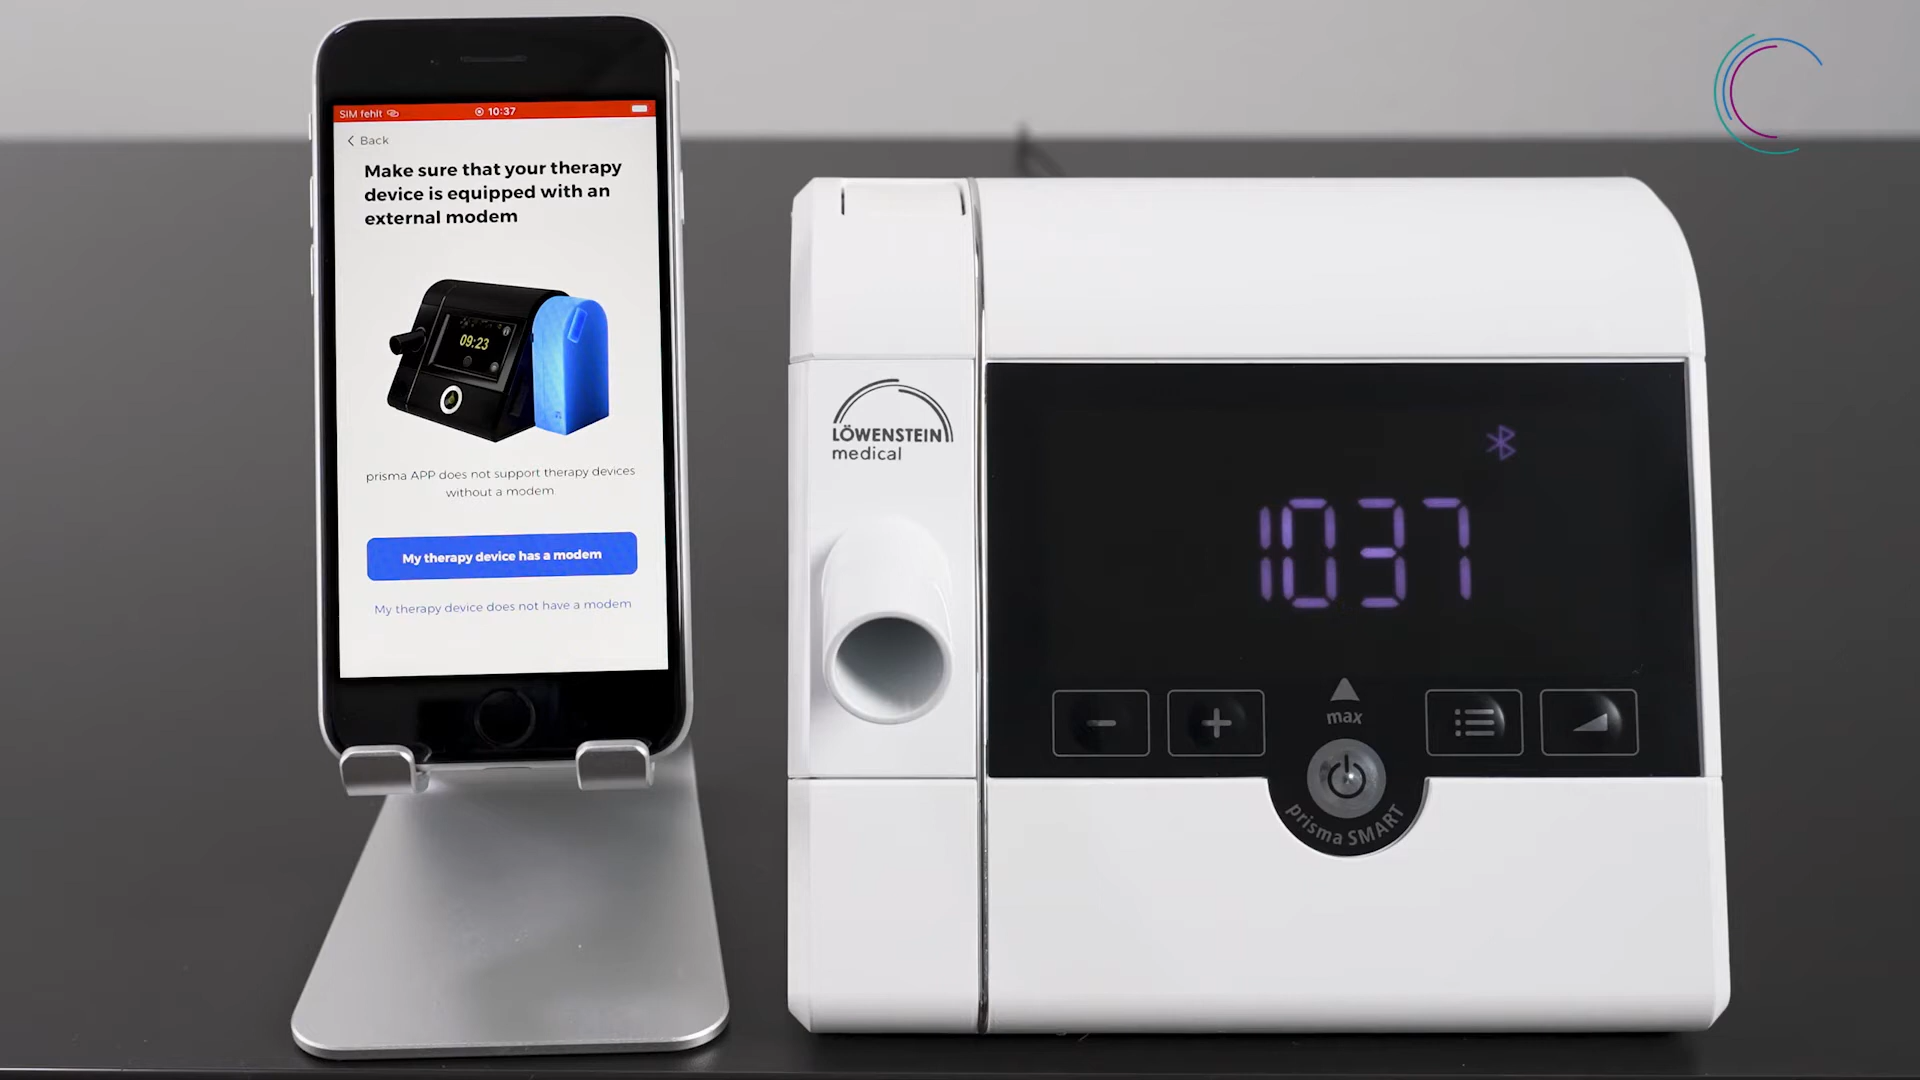 SIM fehlt 10:37
Back
Make sure that your therapy
device is equipped with an
external modem
09:23
prisma APP does not support therapy devices
without a modem
My therapy device has a modem
My therapy device does not have a modem
LÖWENSTEIN
medical
1037
max
prisma SMART